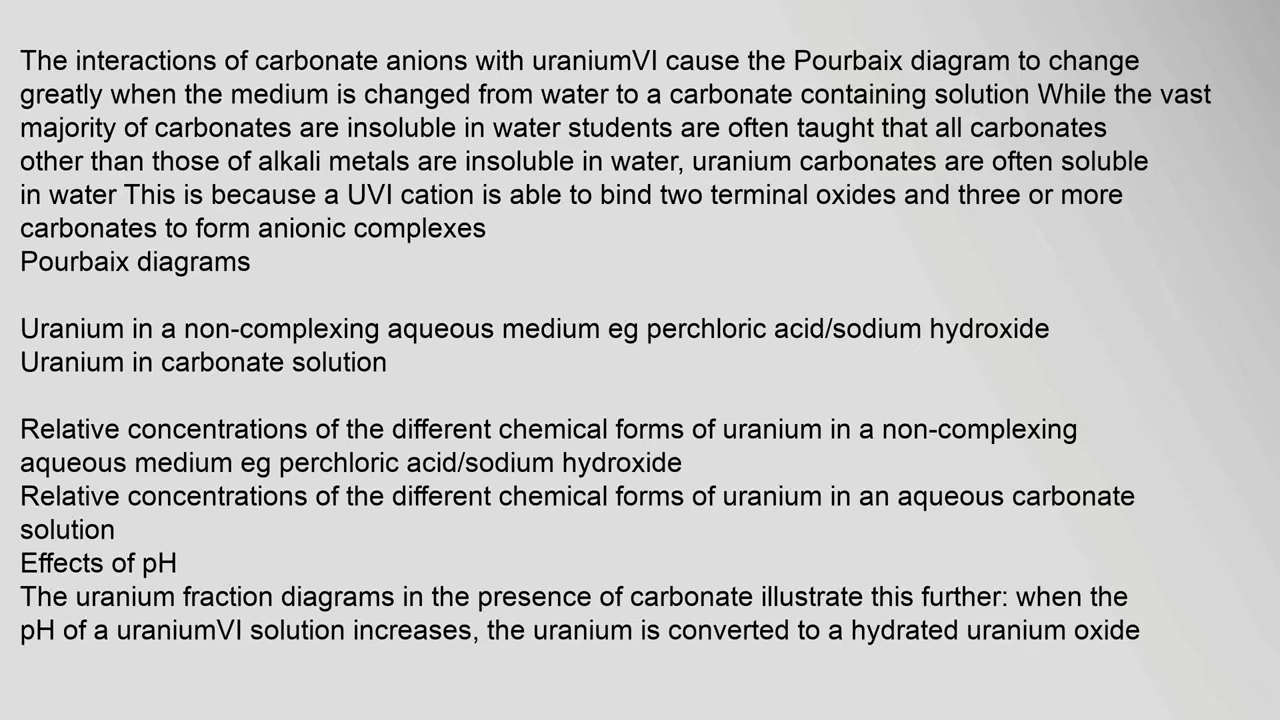 The interactions of carbonate anions with uraniumVI cause the Pourbaix diagram to change
greatly when the medium is changed from water to a carbonate containing solution While the vast
majority of carbonates are insoluble in water students are often taught that all carbonates
other than those of alkali metals are insoluble in water, uranium carbonates are often soluble
in water This is because a UVI cation is able to bind two terminal oxides and three or more
carbonates to form anionic complexes
Pourbaix diagrams
Uranium in a non-complexing aqueous medium eg perchloric acid/sodium hydroxide
Uranium in carbonate solution
Relative concentrations of the different chemical forms of uranium in a non-complexing
aqueous medium eg perchloric acid/sodium hydroxide
Relative concentrations of the different chemical forms of uranium in an aqueous carbonate
solution
Effects of pH
The uranium fraction diagrams in the presence of carbonate illustrate this further: when the
pH of a uraniumVI solution increases, the uranium is converted to a hydrated uranium oxide